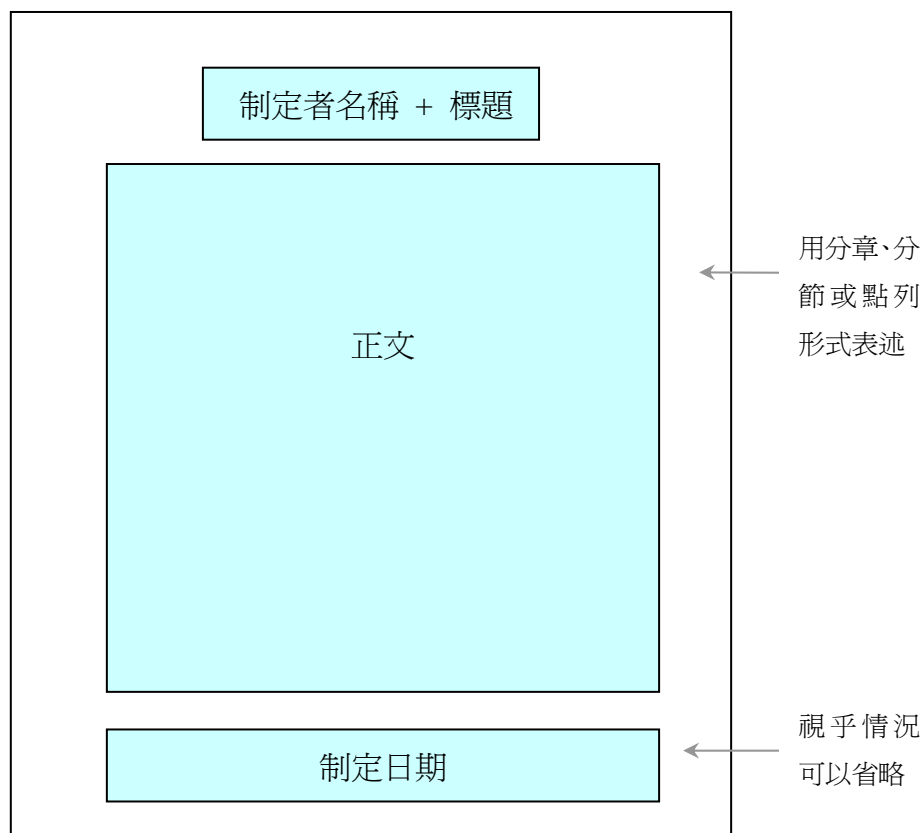 制定者名稱 + 標題
用分章、分
節或點列
形式表述
正文
視乎情況
可以省略
制定日期